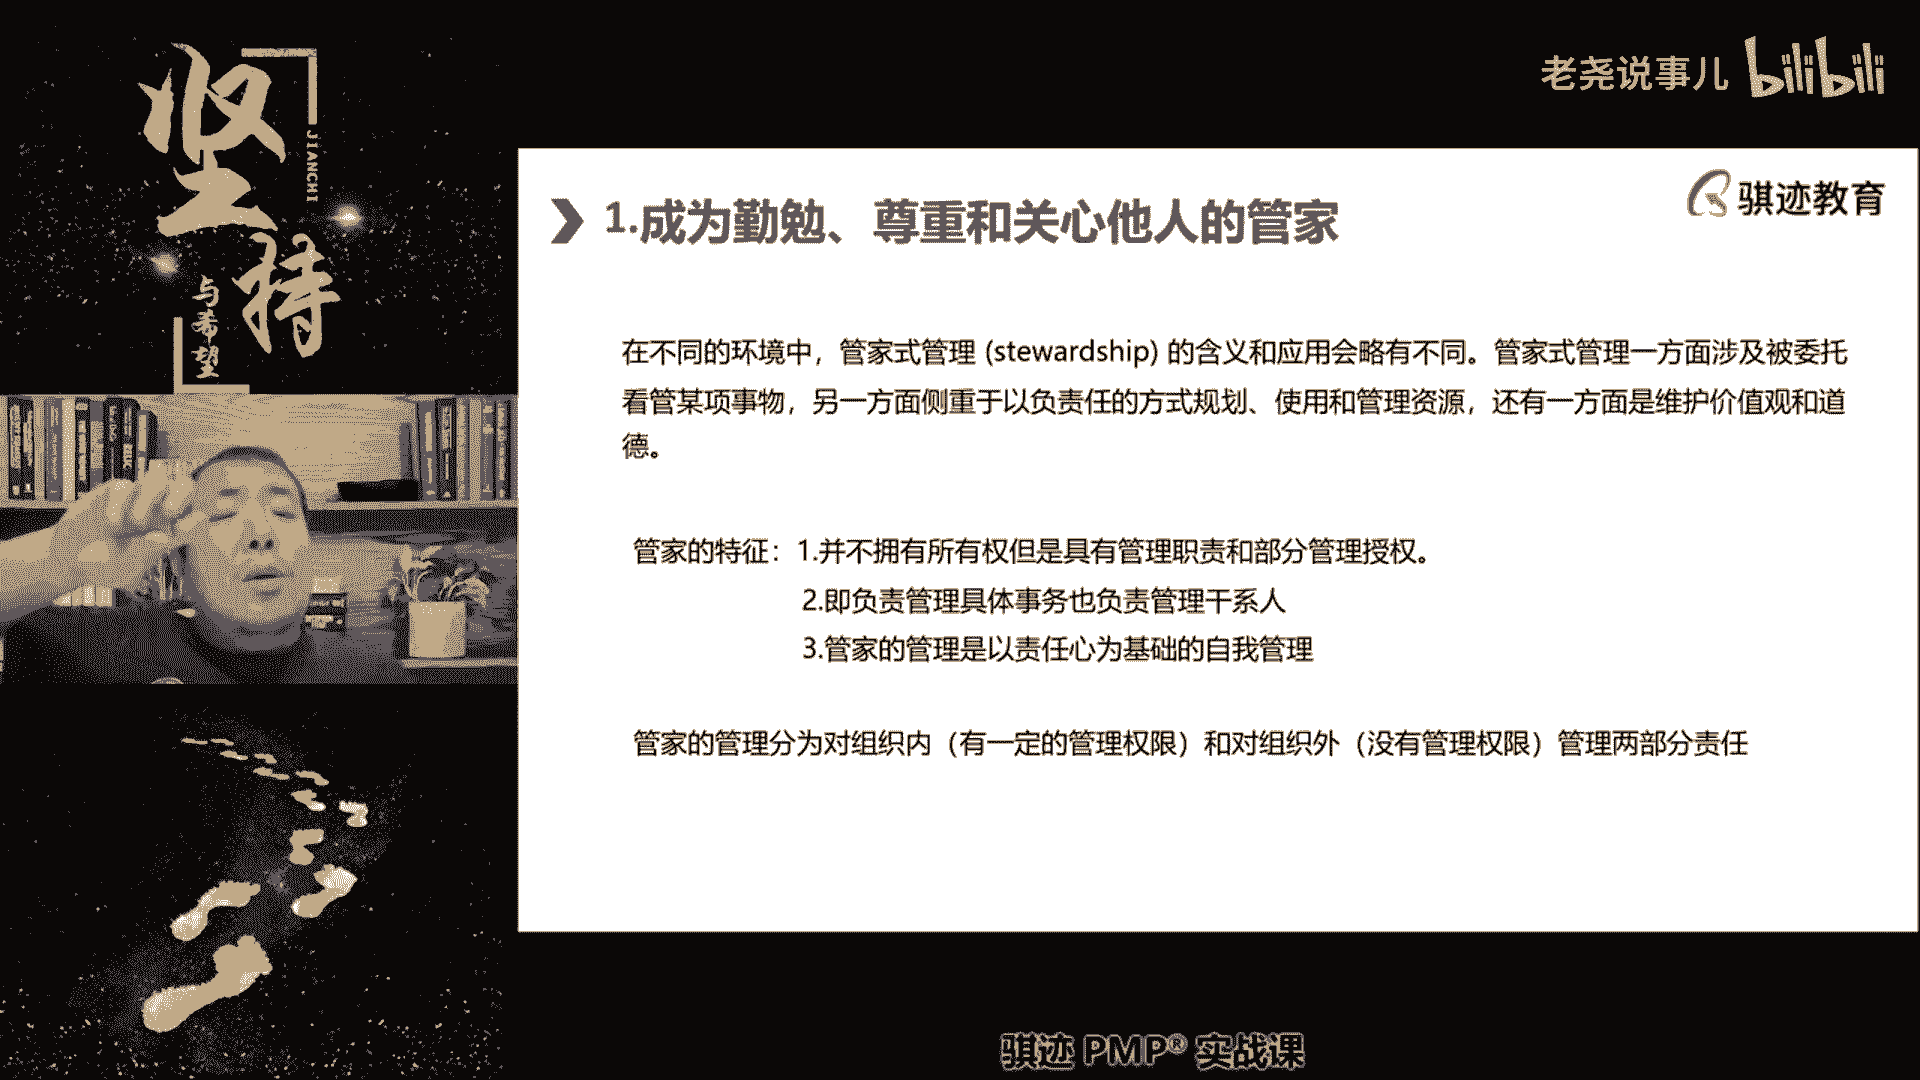 坚持
JIANCHI
与希望
老尧说事儿 bilibili
骐迹教育
1.成为勤勉、尊重和关心他人的管家
在不同的环境中，管家式管理 (stewardship) 的含义和应用会略有不同。管家式管理一方面涉及被委托
看管某项事物，另一方面侧重于以负责任的方式规划、使用和管理资源，还有一方面是维护价值观和道
德。
管家的特征：1.并不拥有所有权但是具有管理职责和部分管理授权。
2.即负责管理具体事务也负责管理干系人
3.管家的管理是以责任心为基础的自我管理
管家的管理分为对组织内（有一定的管理权限）和对组织外（没有管理权限）管理两部分责任
骐迹 PMP® 实战课